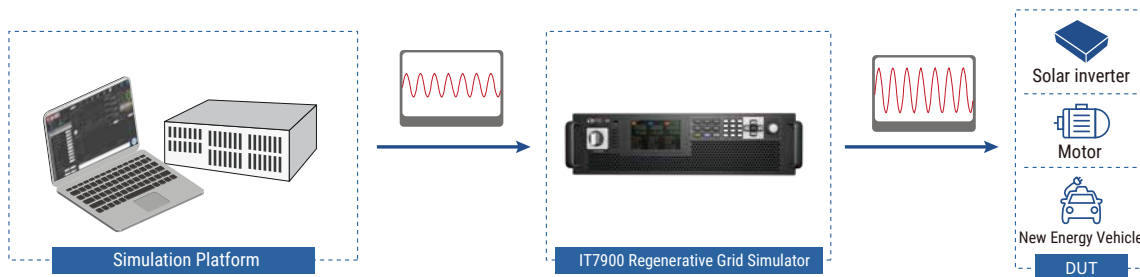 Solar inverter
Motor
New Energy Vehicle
Simulation Platform
IT7900 Regenerative Grid Simulator
DUT